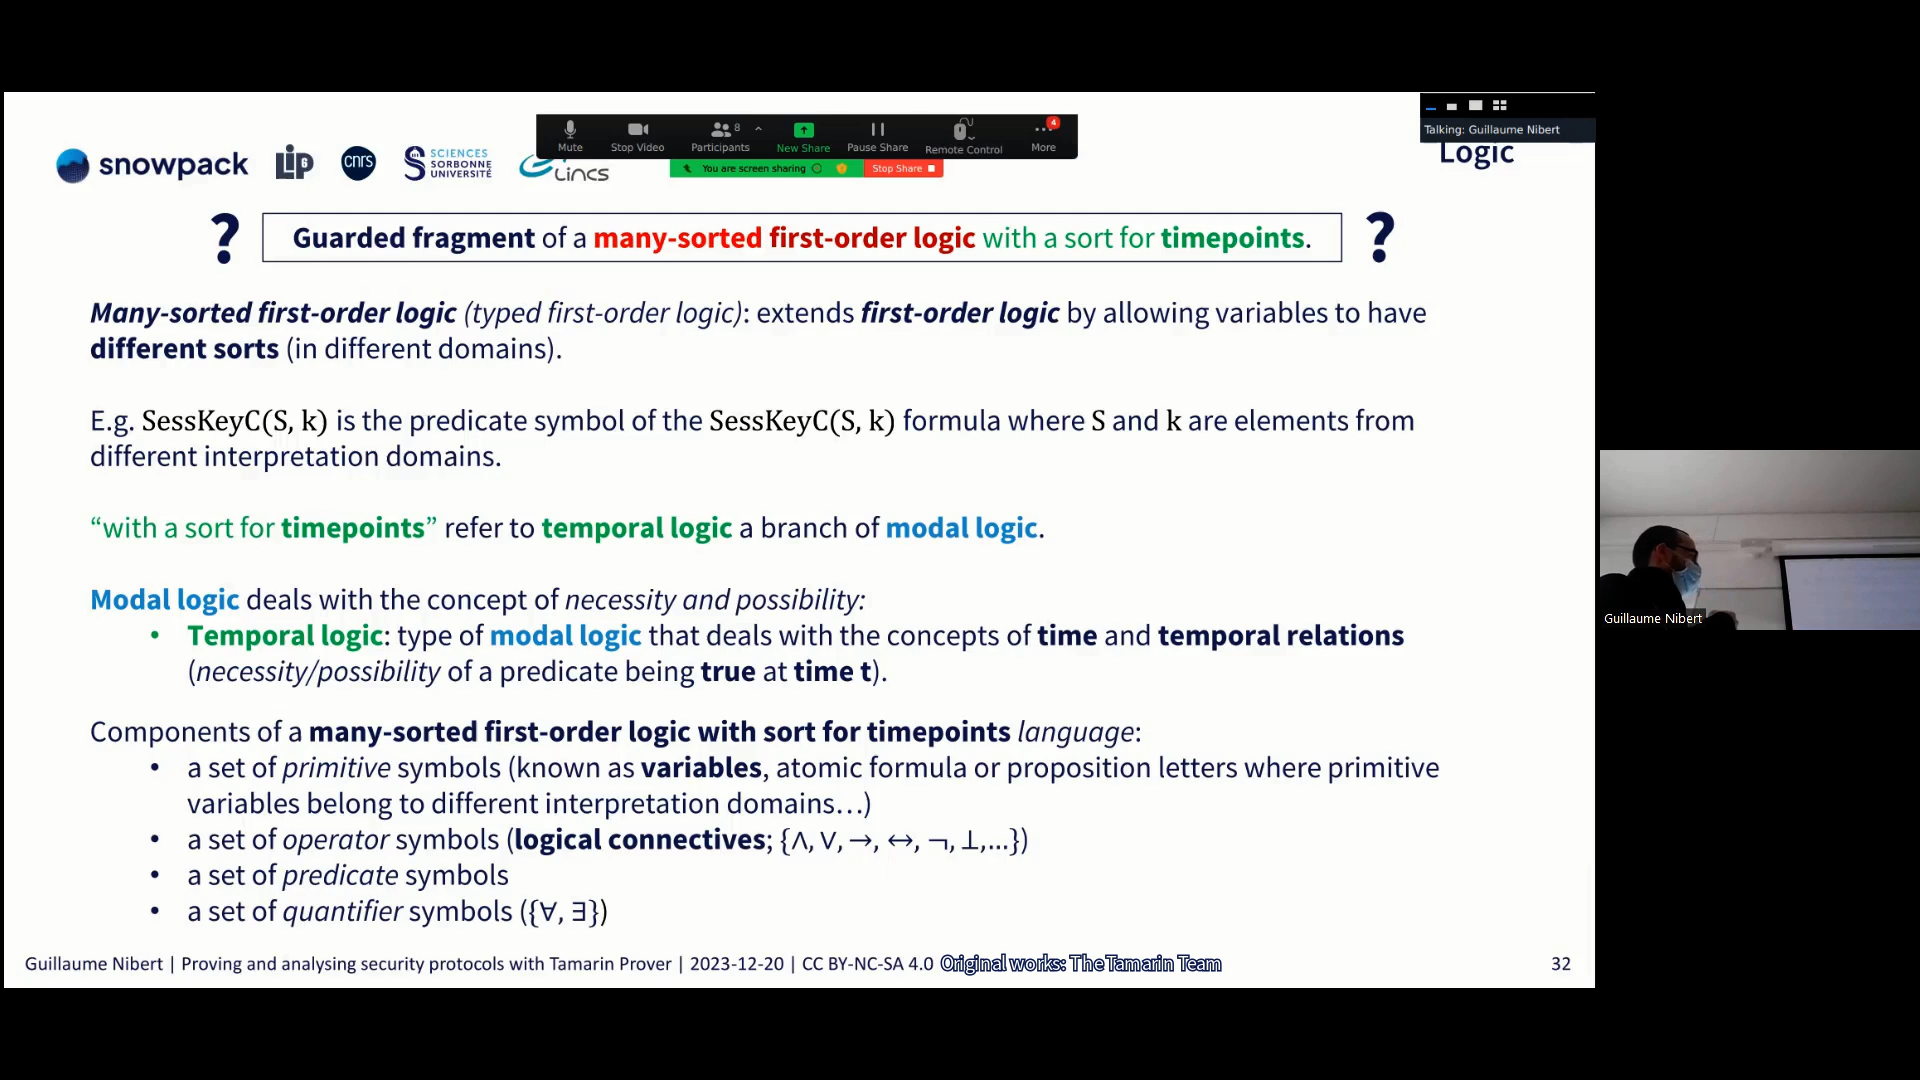 Mute
Stop Video
Participants
8
New Share
Pause Share
Remote Control
4
More
You are screen sharing
Stop Share
Talking: Guillaume Nibert
snowpack
LIP6
cnrs
SCIENCES
SORBONNE
UNIVERSITÉ
Lincs
Logic
? Guarded fragment of a many-sorted first-order logic with a sort for timepoints. ?
Many-sorted first-order logic (typed first-order logic): extends first-order logic by allowing variables to have
different sorts (in different domains).
E.g. SessKeyC(S, k) is the predicate symbol of the SessKeyC(S, k) formula where S and k are elements from
different interpretation domains.
“with a sort for timepoints” refer to temporal logic a branch of modal logic.
Modal logic deals with the concept of necessity and possibility:
• Temporal logic: type of modal logic that deals with the concepts of time and temporal relations
(necessity/possibility of a predicate being true at time t).
Components of a many-sorted first-order logic with sort for timepoints language:
• a set of primitive symbols (known as variables, atomic formula or proposition letters where primitive
variables belong to different interpretation domains…)
• a set of operator symbols (logical connectives; {∧, ∨, →, ↔, ¬, ⊥,…})
• a set of predicate symbols
• a set of quantifier symbols ({∀, ∃})
Guillaume Nibert | Proving and analysing security protocols with Tamarin Prover | 2023-12-20 | CC BY-NC-SA 4.0 Original works: The Tamarin Team
32
Guillaume Nibert